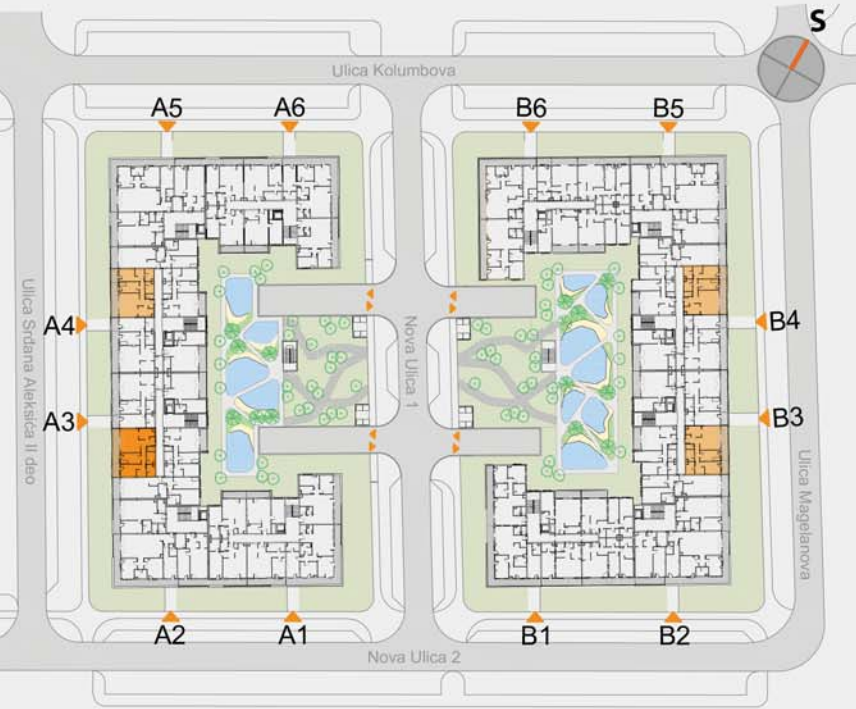 S
Ulica Kolumbova
A5
A6
B6
B5
Ulica Srđana Aleksića II deo
A4
Nova Ulica 1
B4
A3
B3
Ulica Magelanova
A2
A1
B1
B2
Nova Ulica 2